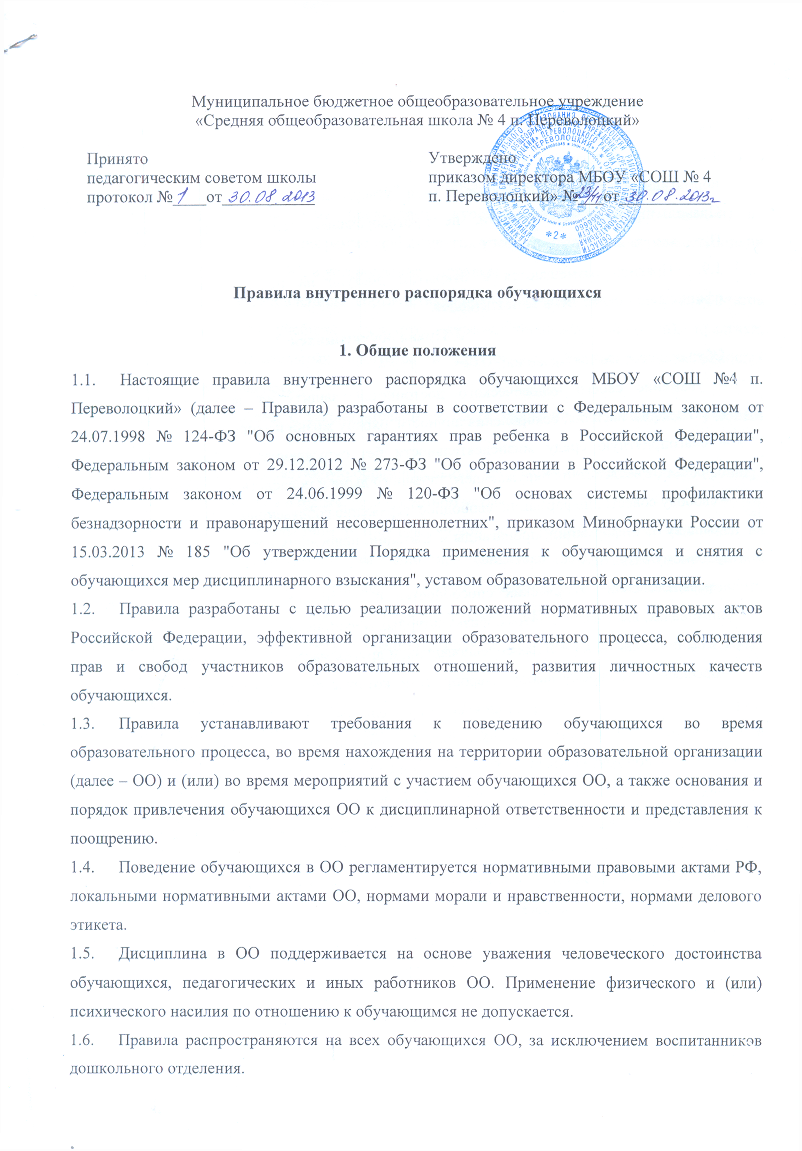 Муниципальное бюджетное общеобразовательное учреждение
«Средняя общеобразовательная школа № 4 п. Переволоцкий»
Принято
педагогическим советом школы
протокол № 1 от 30.08 2013
Утверждено
приказом директора МБОУ «СОШ № 4
п. Переволоцкий» № от 30.08.2013г
*2*
Правила внутреннего распорядка обучающихся
1. Общие положения
1.1. Настоящие правила внутреннего распорядка обучающихся МБОУ «СОШ №4 п.
Переволоцкий» (далее – Правила) разработаны в соответствии с Федеральным законом от
24.07.1998 № 124-ФЗ "Об основных гарантиях прав ребенка в Российской Федерации",
Федеральным законом от 29.12.2012 № 273-ФЗ "Об образовании в Российской Федерации",
Федеральным законом от 24.06.1999 № 120-ФЗ "Об основах системы профилактики
безнадзорности и правонарушений несовершеннолетних", приказом Минобрнауки России от
15.03.2013 № 185 "Об утверждении Порядка применения к обучающимся и снятия с
обучающихся мер дисциплинарного взыскания", уставом образовательной организации.
1.2. Правила разработаны с целью реализации положений нормативных правовых актов
Российской Федерации, эффективной организации образовательного процесса, соблюдения
прав и свобод участников образовательных отношений, развития личностных качеств
обучающихся.
1.3. Правила устанавливают требования к поведению обучающихся во время
образовательного процесса, во время нахождения на территории образовательной организации
(далее – ОО) и (или) во время мероприятий с участием обучающихся ОО, а также основания и
порядок привлечения обучающихся ОО к дисциплинарной ответственности и представления к
поощрению.
1.4. Поведение обучающихся в ОО регламентируется нормативными правовыми актами РФ,
локальными нормативными актами ОО, нормами морали и нравственности, нормами делового
этикета.
1.5. Дисциплина в ОО поддерживается на основе уважения человеческого достоинства
обучающихся, педагогических и иных работников ОО. Применение физического и (или)
психического насилия по отношению к обучающимся не допускается.
1.6. Правила распространяются на всех обучающихся ОО, за исключением воспитанников
дошкольного отделения.